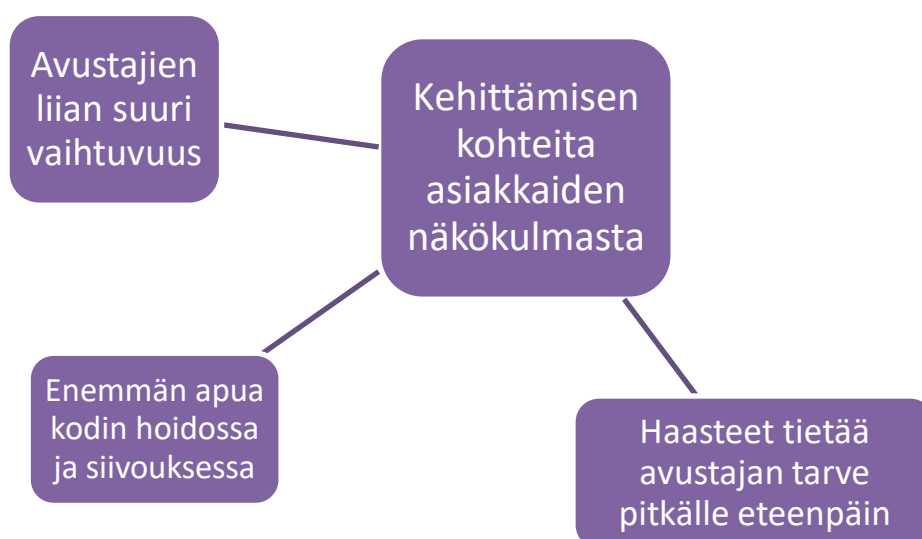 Avustajien
liian suuri
vaihtuvuus
Kehittämisen
kohteita
asiakkaiden
näkökulmasta
Enemmän apua
kodin hoidossa
ja siivouksessa
Haasteet tietää
avustajan tarve
pitkälle eteenpäin